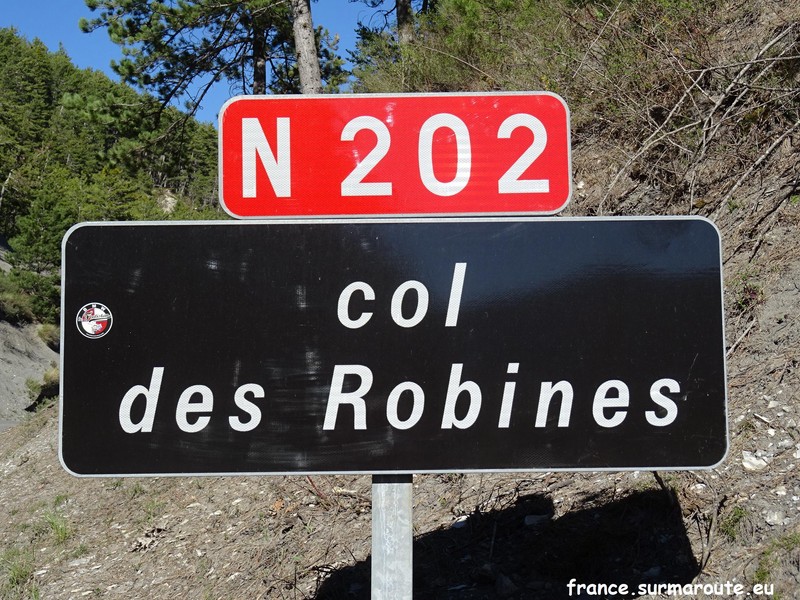 N 202
col
des Robines
france.surmaroute.eu